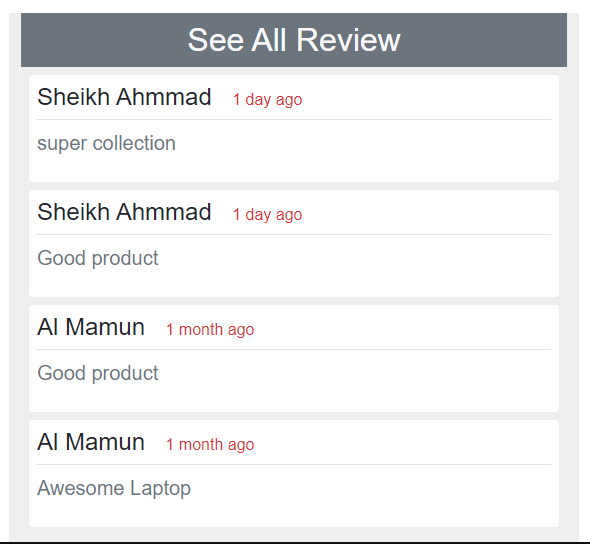 See All Review
Sheikh Ahmmad 1 day ago
super collection
Sheikh Ahmmad 1 day ago
Good product
Al Mamun 1 month ago
Good product
Al Mamun 1 month ago
Awesome Laptop